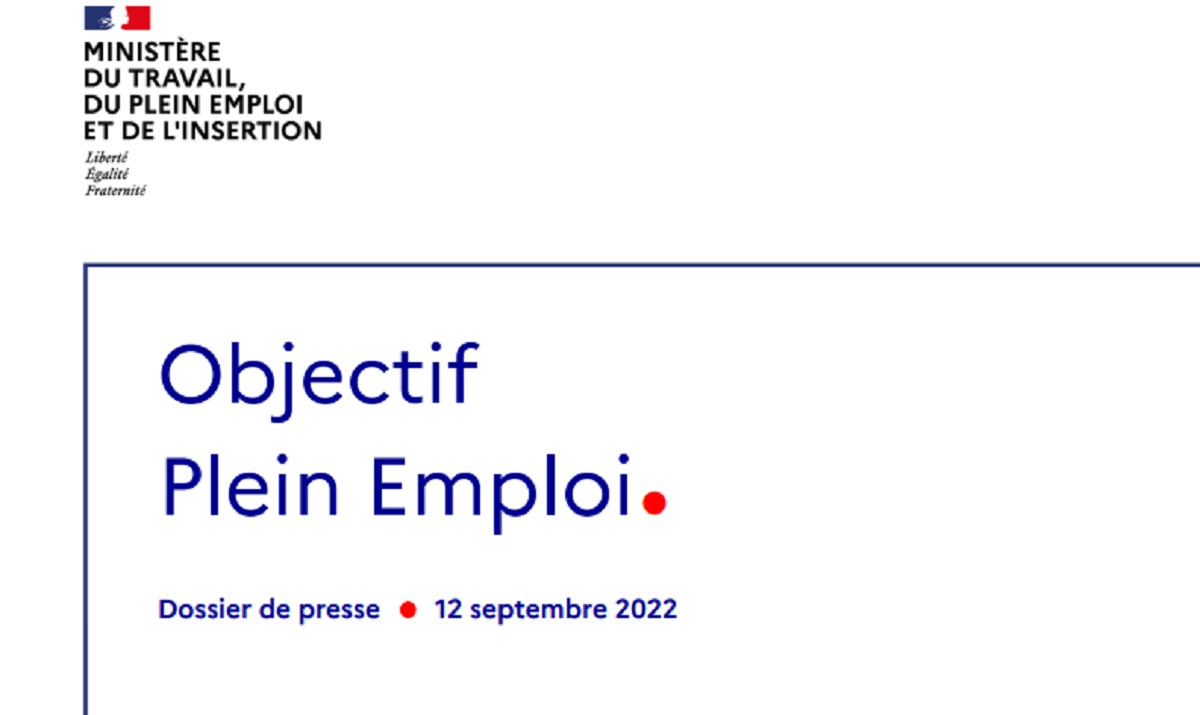 MINISTÈRE
DU TRAVAIL,
DU PLEIN EMPLOI
ET DE L'INSERTION
Liberté
Égalité
Fraternité
Objectif
Plein Emploi.
Dossier de presse • 12 septembre 2022